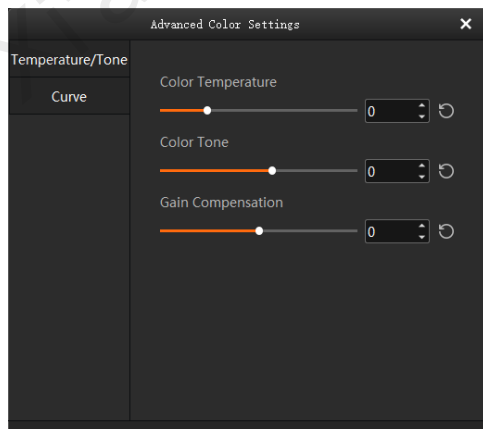 Advanced Color Settings
Temperature/Tone
Curve
Color Temperature
0
Color Tone
0
Gain Compensation
0